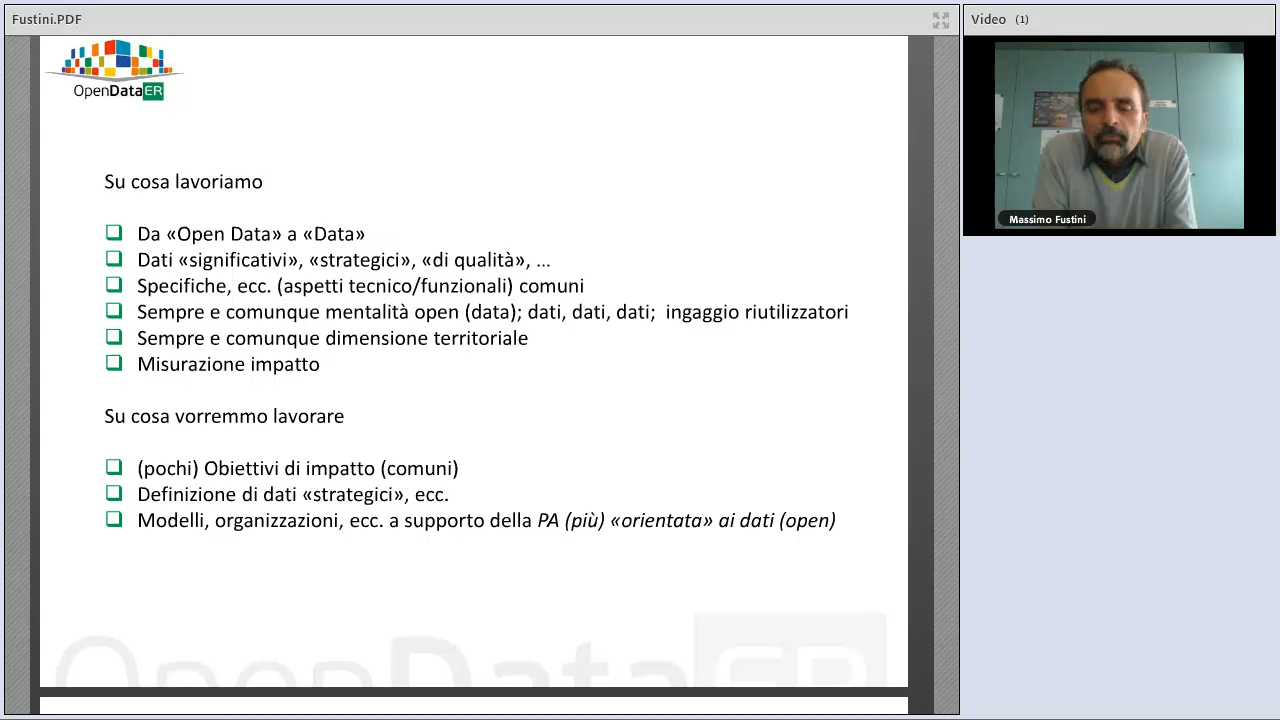 Fustini.PDF
Video (1)
OpenDataER
Massimo Fustini
Su cosa lavoriamo
Da «Open Data» a «Data»
Dati «significativi», «strategici», «di qualità», ...
Specifiche, ecc. (aspetti tecnico/funzionali) comuni
Sempre e comunque mentalità open (data); dati, dati, dati; ingaggio riutilizzatori
Sempre e comunque dimensione territoriale
Misurazione impatto
Su cosa vorremmo lavorare
(pochi) Obiettivi di impatto (comuni)
Definizione di dati «strategici», ecc.
Modelli, organizzazioni, ecc. a supporto della PA (più) «orientata» ai dati (open)
OpenDataER